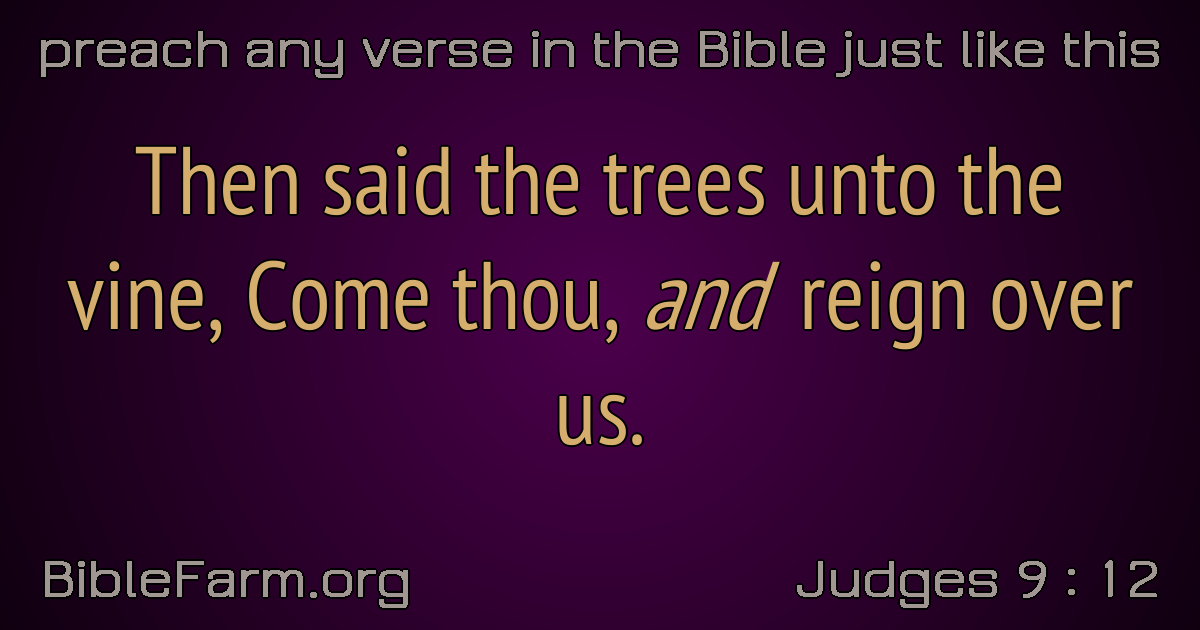 preach any verse in the Bible just like this
Then said the trees unto the
vine, Come thou, and reign over
us.
BibleFarm.org
Judges 9 : 12